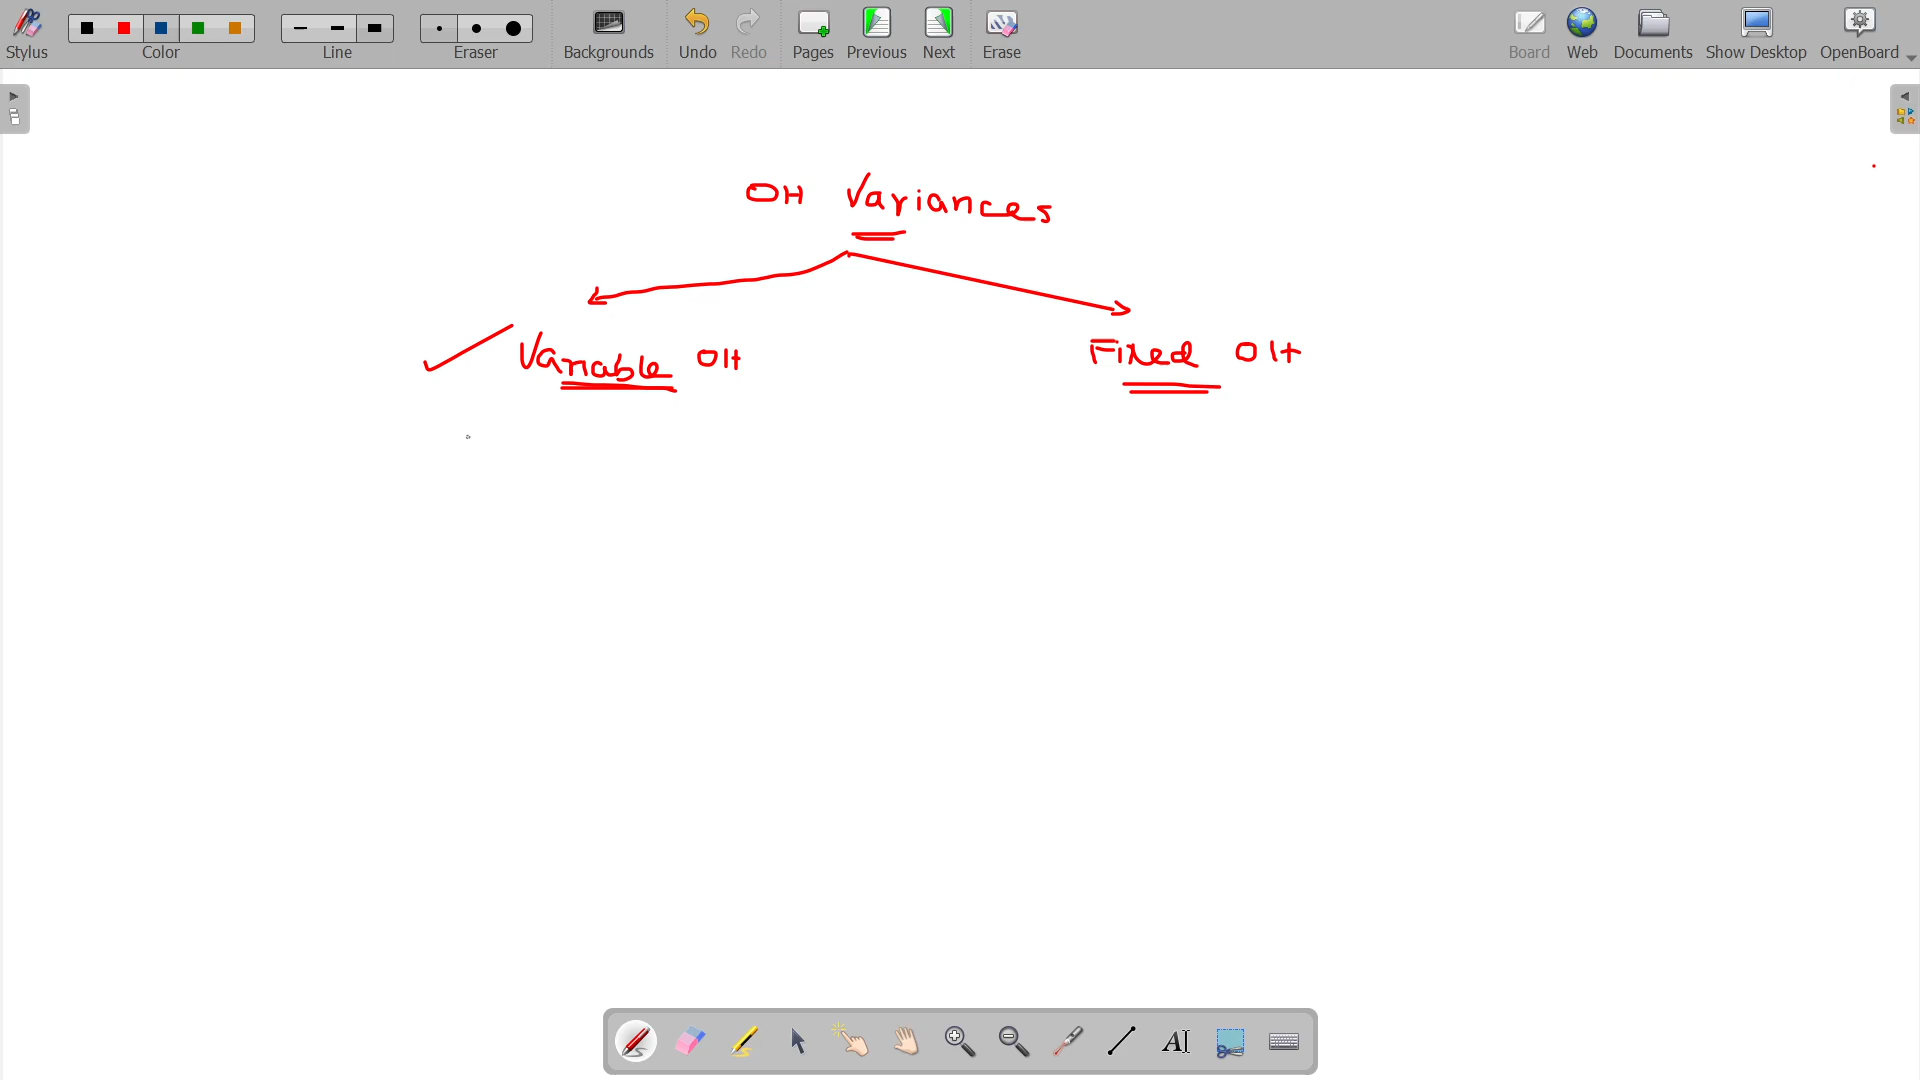 Stylus Color Line Eraser Backgrounds Undo Redo Pages Previous Next Erase Board Web Documents Show Desktop OpenBoard
OH Variances
Variable OH Fixed OH
AI